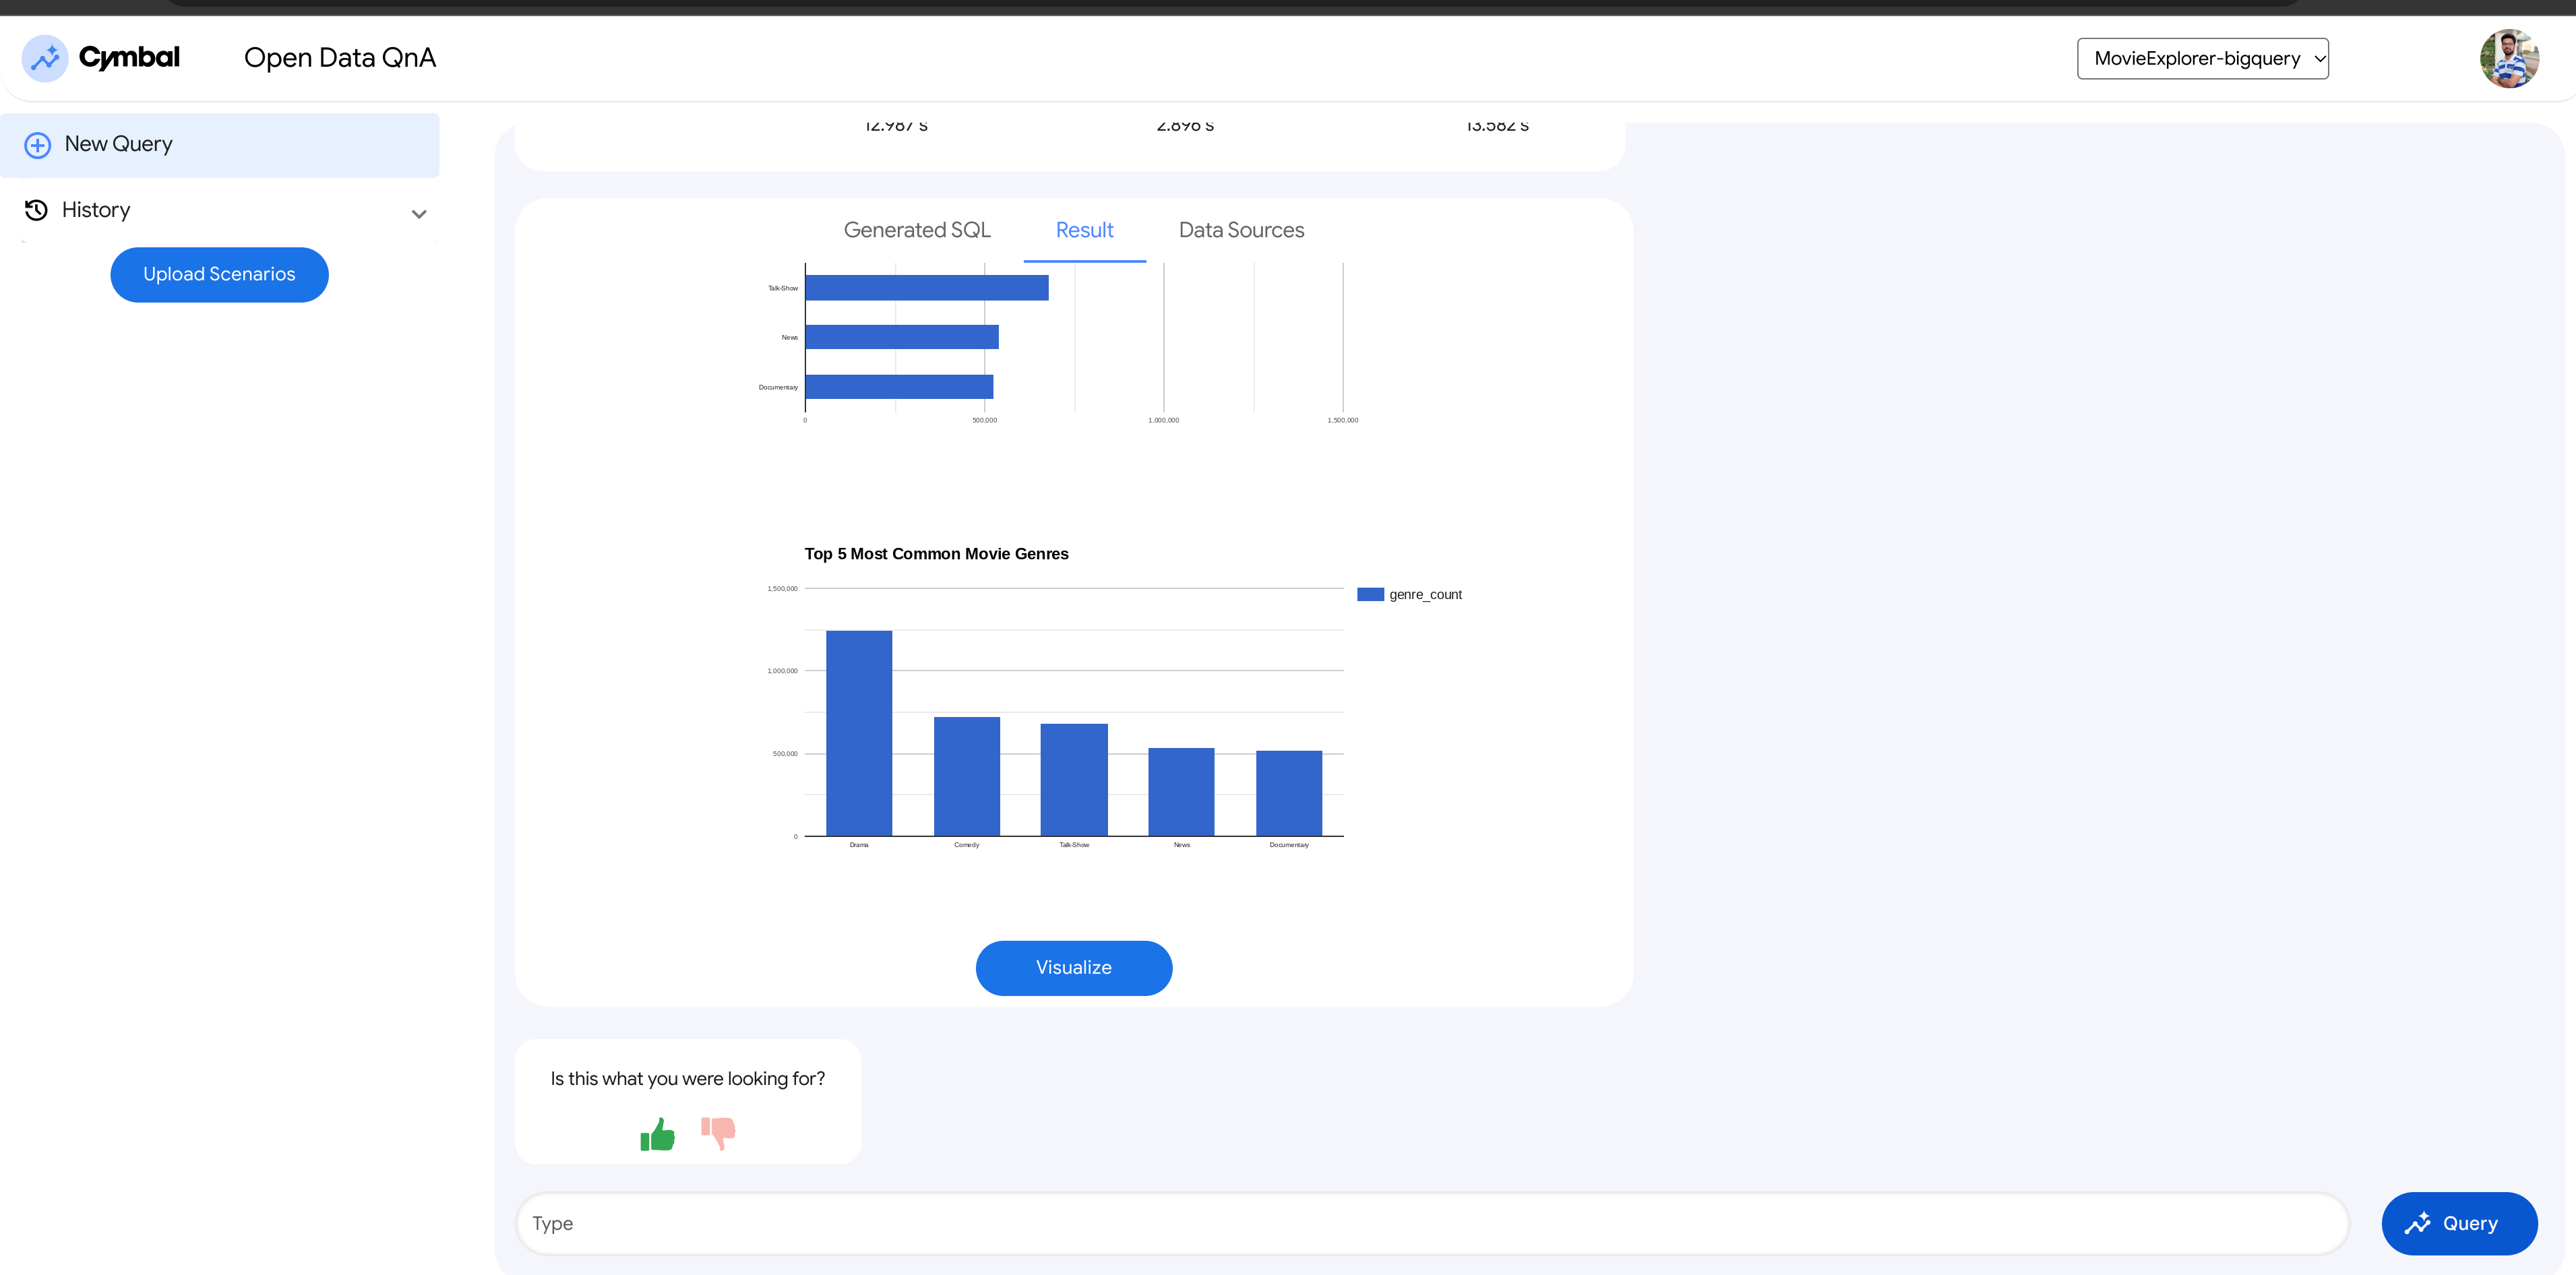 Cymbal
Open Data QnA
MovieExplorer-bigquery
New Query
History
Upload Scenarios
12.987 s 2.896 s 13.582 s
Generated SQL Result Data Sources
Talk-Show
News
Documentary
0 500,000 1,000,000 1,500,000
Top 5 Most Common Movie Genres
genre_count
1,500,000
1,000,000
500,000
0
Drama Comedy Talk-Show News Documentary
Visualize
Is this what you were looking for?
Type
Query